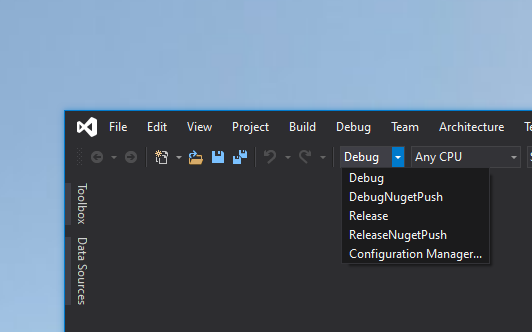 File Edit View Project Build Debug Team Architecture
Debug Any CPU
Debug
DebugNugetPush
Release
ReleaseNugetPush
Configuration Manager...
Toolbox
Data Sources